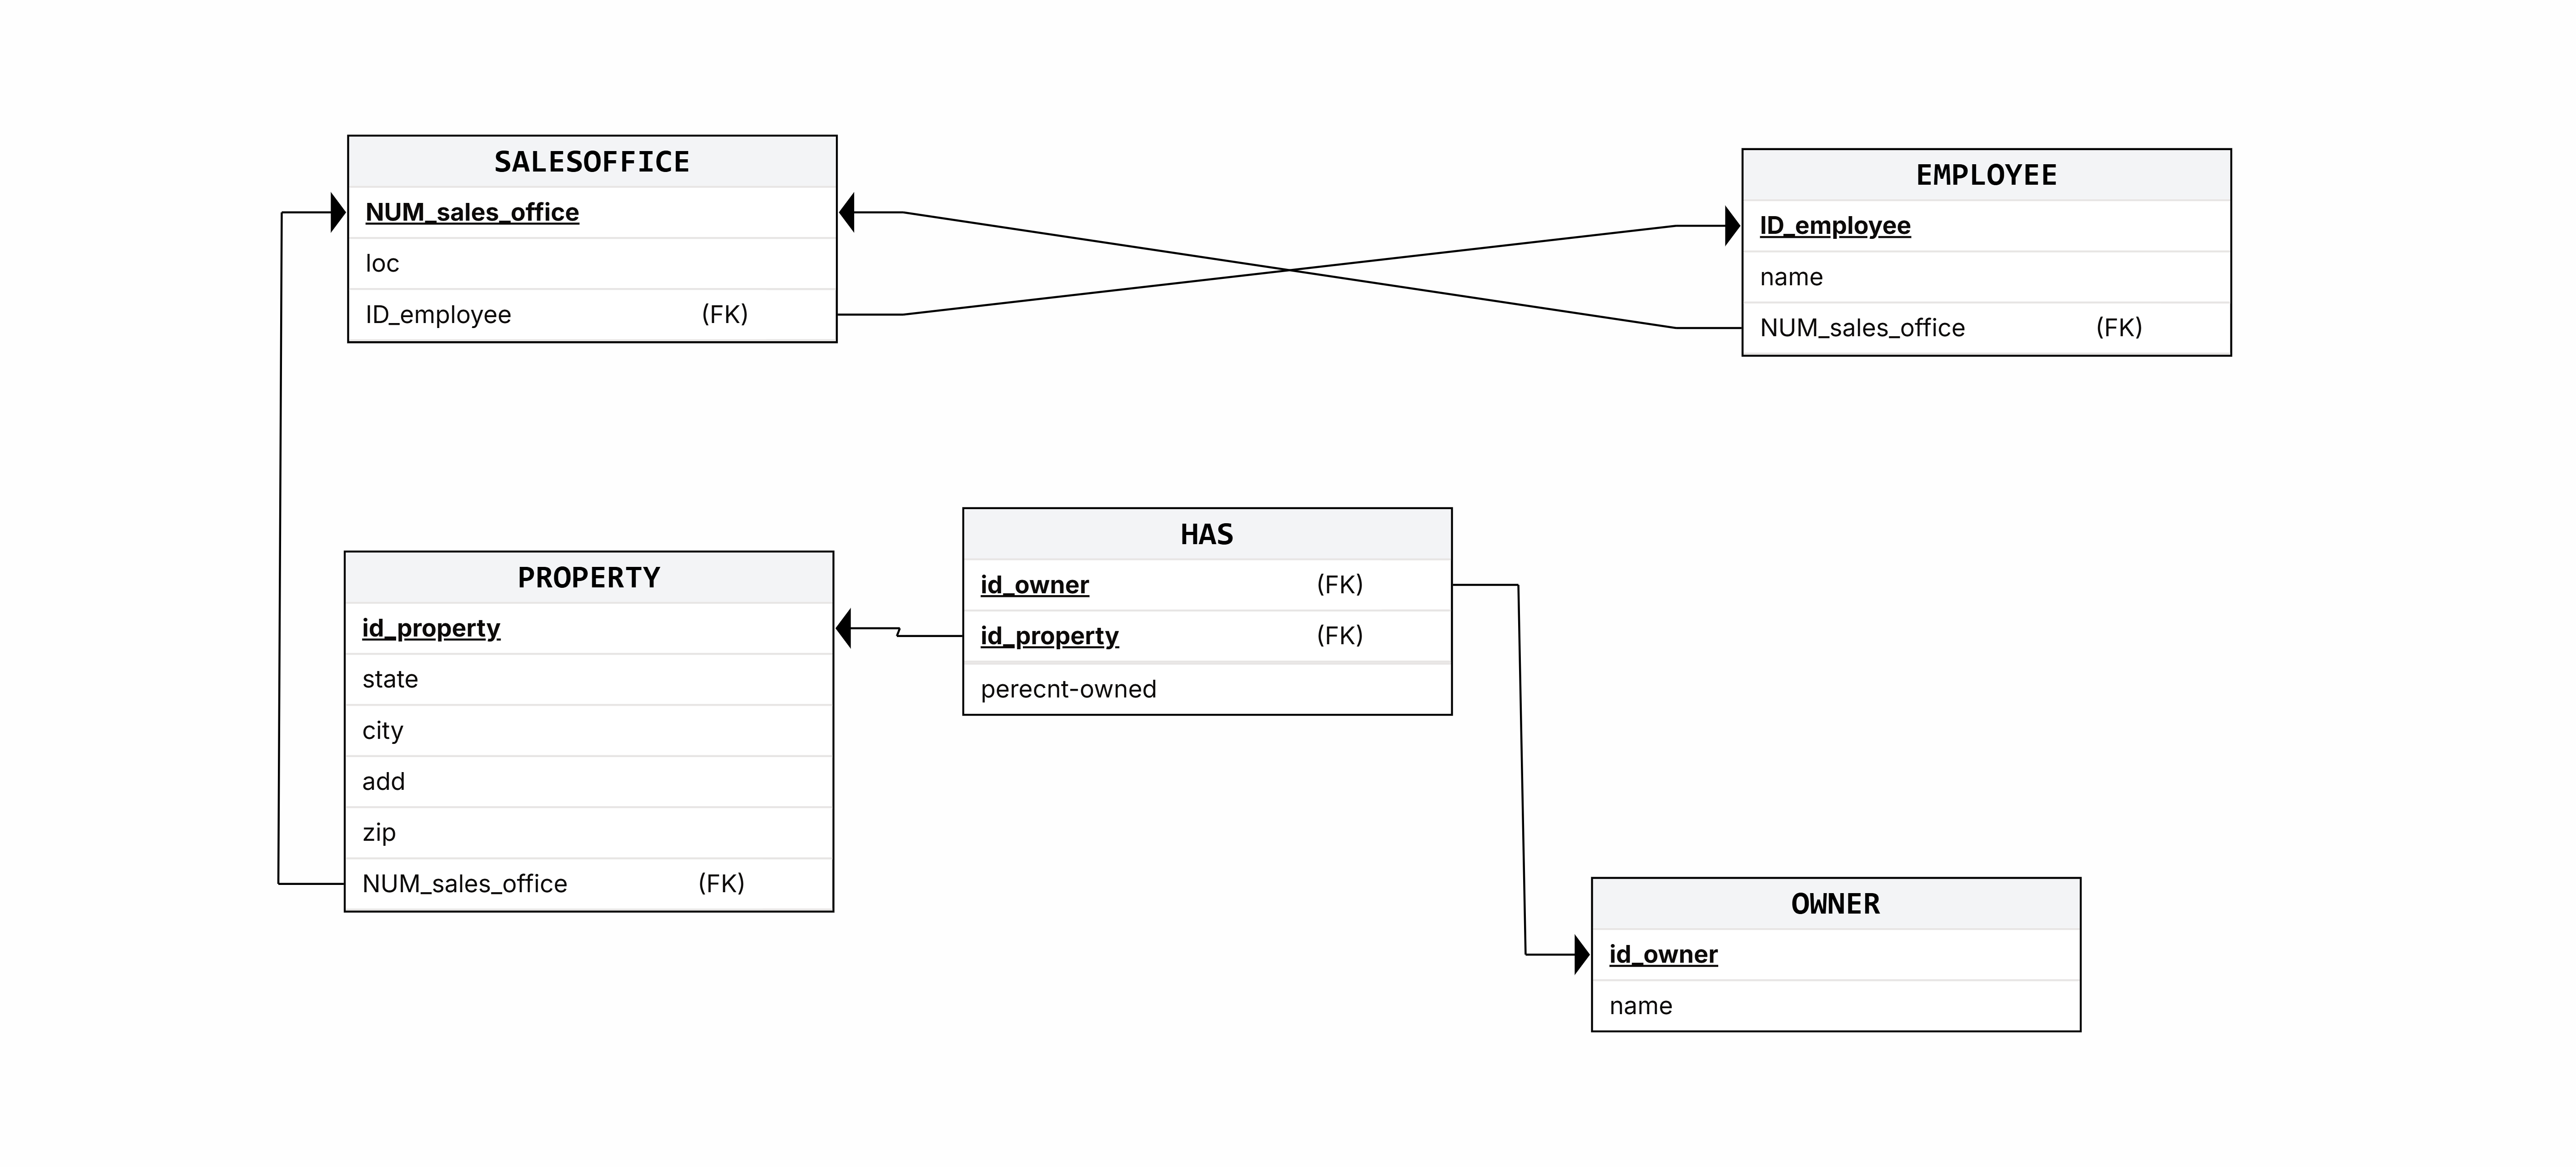 SALESOFFICE
NUM_sales_office
loc
ID_employee (FK)
EMPLOYEE
ID_employee
name
NUM_sales_office (FK)
PROPERTY
id_property
state
city
add
zip
NUM_sales_office (FK)
HAS
id_owner (FK)
id_property (FK)
perecnt-owned
OWNER
id_owner
name